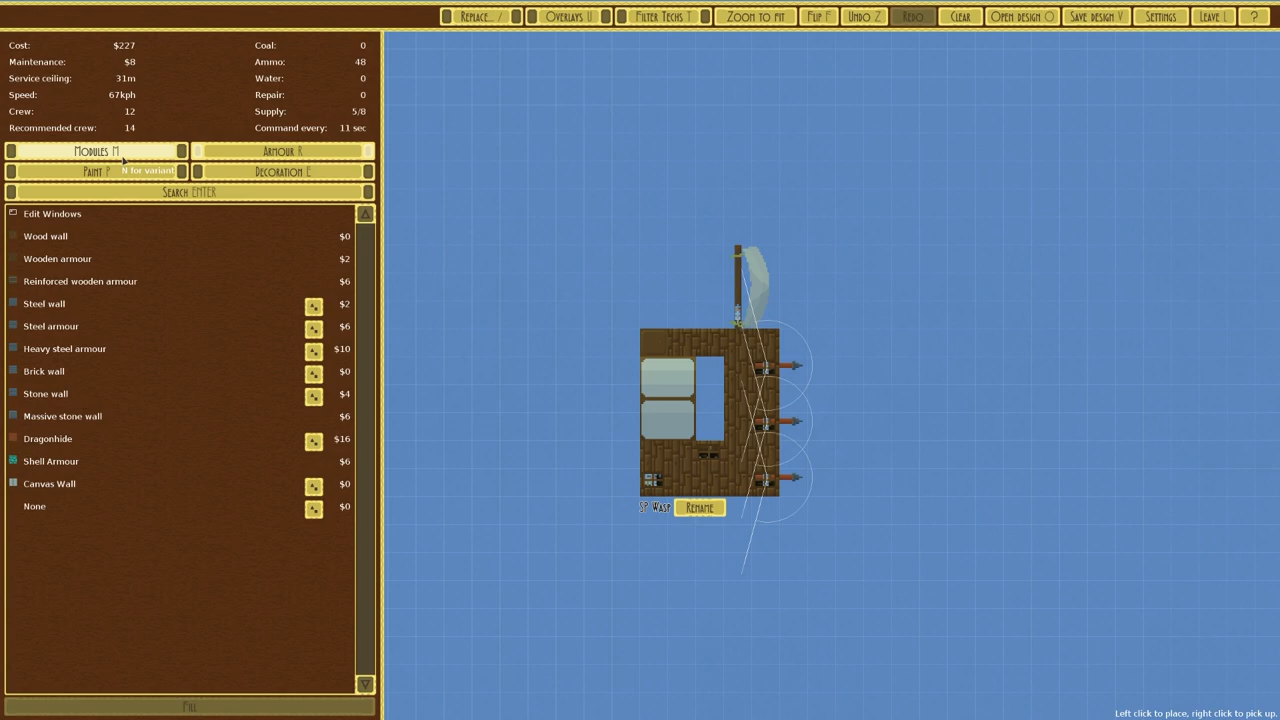 Replace... /
Overlays U
Filter Techs T
Zoom to fit
Flip F
Undo Z
Redo
Clear
Open design O
Save design V
Settings
Leave L
?
Cost: $227
Coal: 0
Maintenance: $8
Ammo: 48
Service ceiling: 31m
Water: 0
Speed: 67kph
Repair: 0
Crew: 12
Supply: 5/8
Recommended crew: 14
Command every: 11 sec
Modules M
Armour R
Paint P
N for variant
Decoration E
Search ENTER
Edit Windows
Wood wall $0
Wooden armour $2
Reinforced wooden armour $6
Steel wall $2
Steel armour $6
Heavy steel armour $10
Brick wall $0
Stone wall $4
Massive stone wall $6
Dragonhide $16
Shell Armour $6
Canvas Wall $0
None $0
Fill
SP Wasp
Rename
Left click to place, right click to pick up.